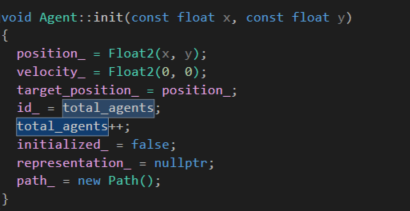 void Agent::init(const float x, const float y)
{
position_ = Float2(x, y);
velocity_ = Float2(0, 0);
target_position_ = position_;
id_ = total_agents;
total_agents++;
initialized_ = false;
representation_ = nullptr;
path_ = new Path();
}